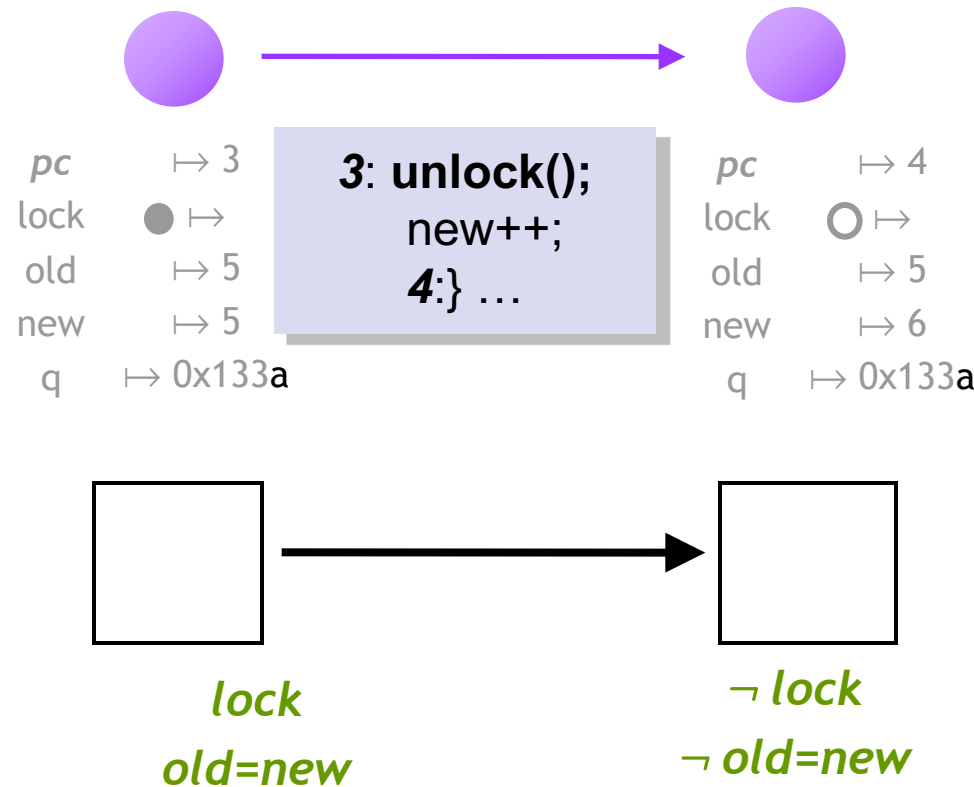 pc ↦ 3
lock ↦
old ↦ 5
new ↦ 5
q ↦ 0x133a
3: unlock();
new++;
4:} …
pc ↦ 4
lock ↦
old ↦ 5
new ↦ 6
q ↦ 0x133a
lock
old=new
¬ lock
¬ old=new